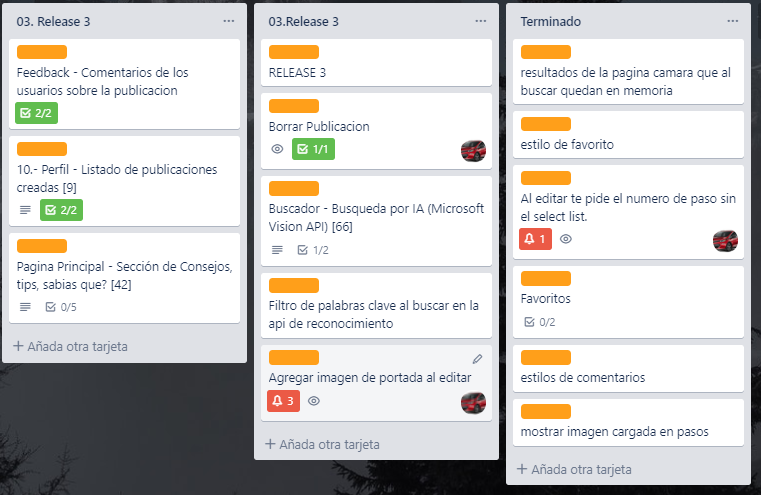 03. Release 3
Feedback - Comentarios de los
usuarios sobre la publicacion
2/2
10.- Perfil - Listado de publicaciones
creadas [9]
2/2
Pagina Principal - Sección de Consejos,
tips, sabias que? [42]
0/5
+ Añada otra tarjeta
03.Release 3
RELEASE 3
Borrar Publicacion
1/1
Buscador - Busqueda por IA (Microsoft
Vision API) [66]
1/2
Filtro de palabras clave al buscar en la
api de reconocimiento
Agregar imagen de portada al editar
3
+ Añada otra tarjeta
Terminado
resultados de la pagina camara que al
buscar quedan en memoria
estilo de favorito
Al editar te pide el numero de paso sin
el select list.
1
Favoritos
0/2
estilos de comentarios
mostrar imagen cargada en pasos
+ Añada otra tarjeta